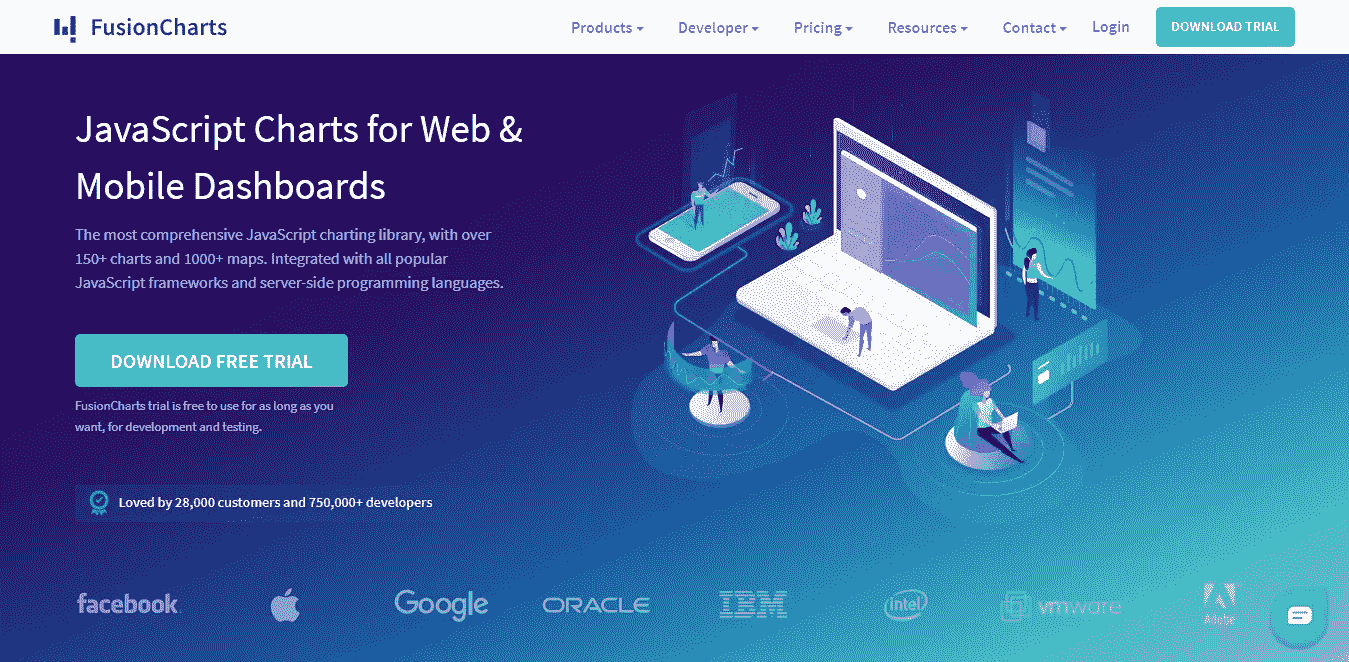 FusionCharts
Products
Developer
Pricing
Resources
Contact
Login
DOWNLOAD TRIAL
JavaScript Charts for Web &
Mobile Dashboards
The most comprehensive JavaScript charting library, with over
150+ charts and 1000+ maps. Integrated with all popular
JavaScript frameworks and server-side programming languages.
DOWNLOAD FREE TRIAL
FusionCharts trial is free to use for as long as you
want, for development and testing.
Loved by 28,000 customers and 750,000+ developers
facebook
Google
ORACLE
IBM
intel
vmware
Adobe